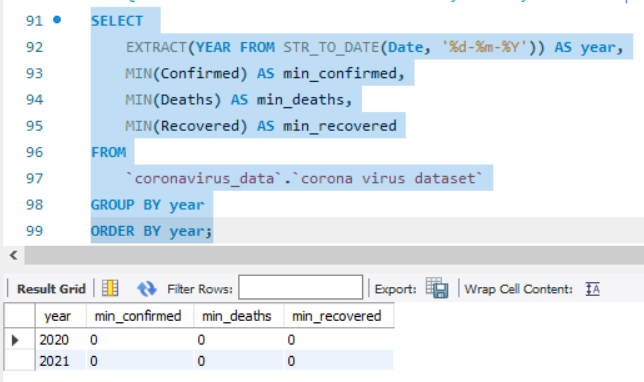 91 SELECT
92 EXTRACT(YEAR FROM STR_TO_DATE(Date, '%d-%m-%Y')) AS year,
93 MIN(Confirmed) AS min_confirmed,
94 MIN(Deaths) AS min_deaths,
95 MIN(Recovered) AS min_recovered
96 FROM
97 `coronavirus_data`.`corona virus dataset`
98 GROUP BY year
99 ORDER BY year;
Result Grid Filter Rows: Export: Wrap Cell Content:
year min_confirmed min_deaths min_recovered
2020 0 0 0
2021 0 0 0